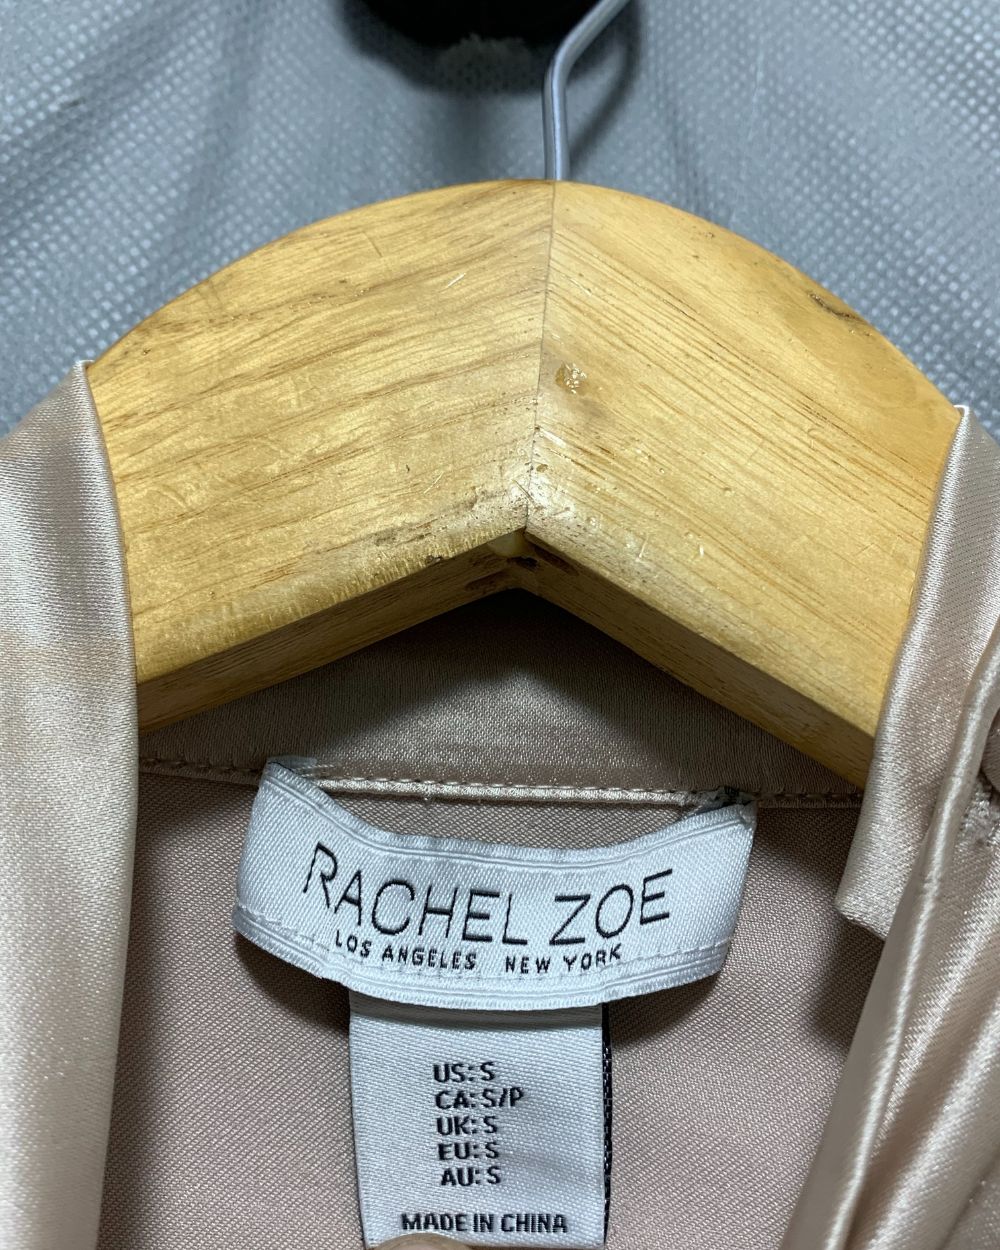 RACHEL ZOE
LOS ANGELES NEW YORK
US: S
CA: S/P
UK: S
EU: S
AU: S
MADE IN CHINA